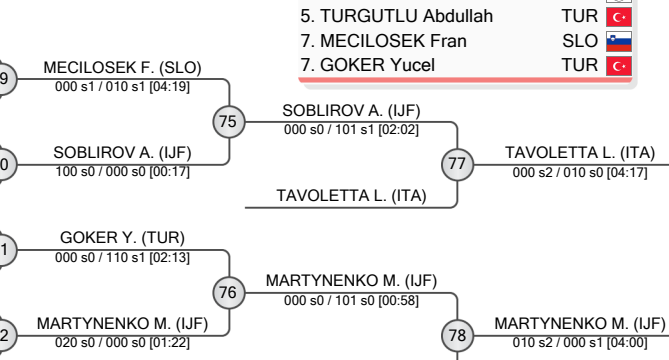 5. TURGUTLU Abdullah TUR
7. MECILOSEK Fran SLO
7. GOKER Yucel TUR
9
MECILOSEK F. (SLO)
000 s1 / 010 s1 [04:19]
75
SOBLIROV A. (IJF)
000 s0 / 101 s1 [02:02]
0
SOBLIROV A. (IJF)
100 s0 / 000 s0 [00:17]
77
TAVOLETTA L. (ITA)
000 s2 / 010 s0 [04:17]
TAVOLETTA L. (ITA)
1
GOKER Y. (TUR)
000 s0 / 110 s1 [02:13]
76
MARTYNENKO M. (IJF)
000 s0 / 101 s0 [00:58]
2
MARTYNENKO M. (IJF)
020 s0 / 000 s0 [01:22]
78
MARTYNENKO M. (IJF)
010 s2 / 000 s1 [04:00]